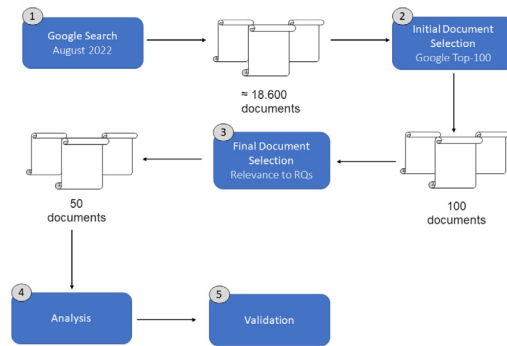 1
Google Search
August 2022
≈ 18.600
documents
2
Initial Document
Selection
Google Top-100
100
documents
3
Final Document
Selection
Relevance to RQs
50
documents
4
Analysis
5
Validation